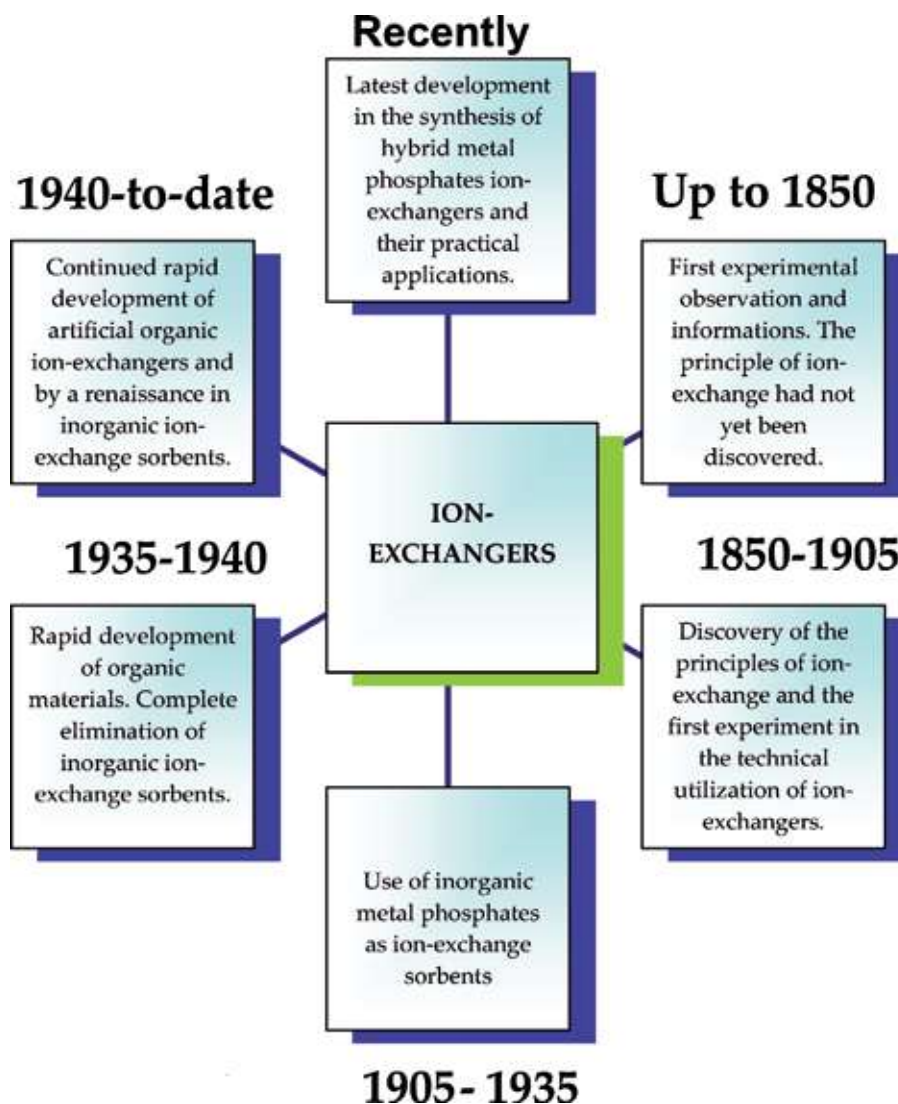 Recently
Latest development
in the synthesis of
hybrid metal
phosphates ion-
exchangers and
their practical
applications.
1940-to-date
Continued rapid
development of
artificial organic
ion-exchangers and
by a renaissance in
inorganic ion-
exchange sorbents.
Up to 1850
First experimental
observation and
informations. The
principle of ion-
exchange had not
yet been
discovered.
ION-
EXCHANGERS
1935-1940
Rapid development
of organic
materials. Complete
elimination of
inorganic ion-
exchange sorbents.
1850-1905
Discovery of the
principles of ion-
exchange and the
first experiment in
the technical
utilization of ion-
exchangers.
Use of inorganic
metal phosphates
as ion-exchange
sorbents
1905- 1935